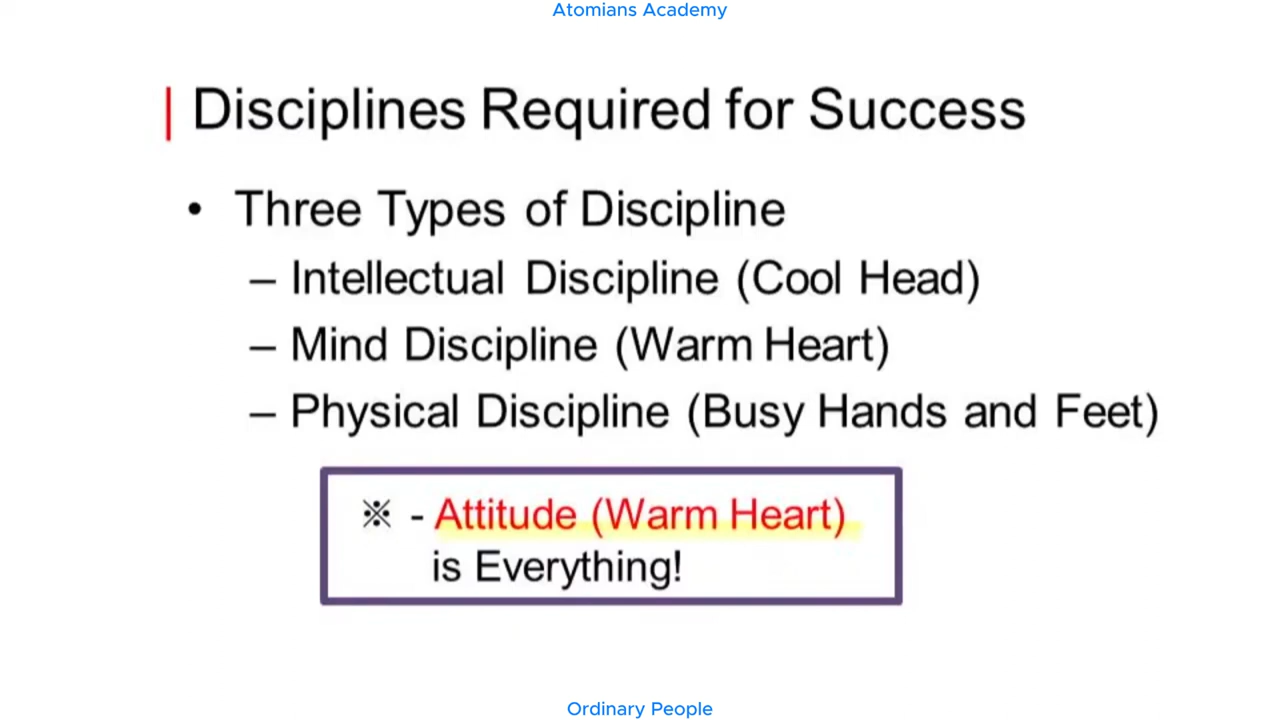 Atomians Academy
| Disciplines Required for Success
• Three Types of Discipline
– Intellectual Discipline (Cool Head)
– Mind Discipline (Warm Heart)
– Physical Discipline (Busy Hands and Feet)
※ - Attitude (Warm Heart)
is Everything!
Ordinary People